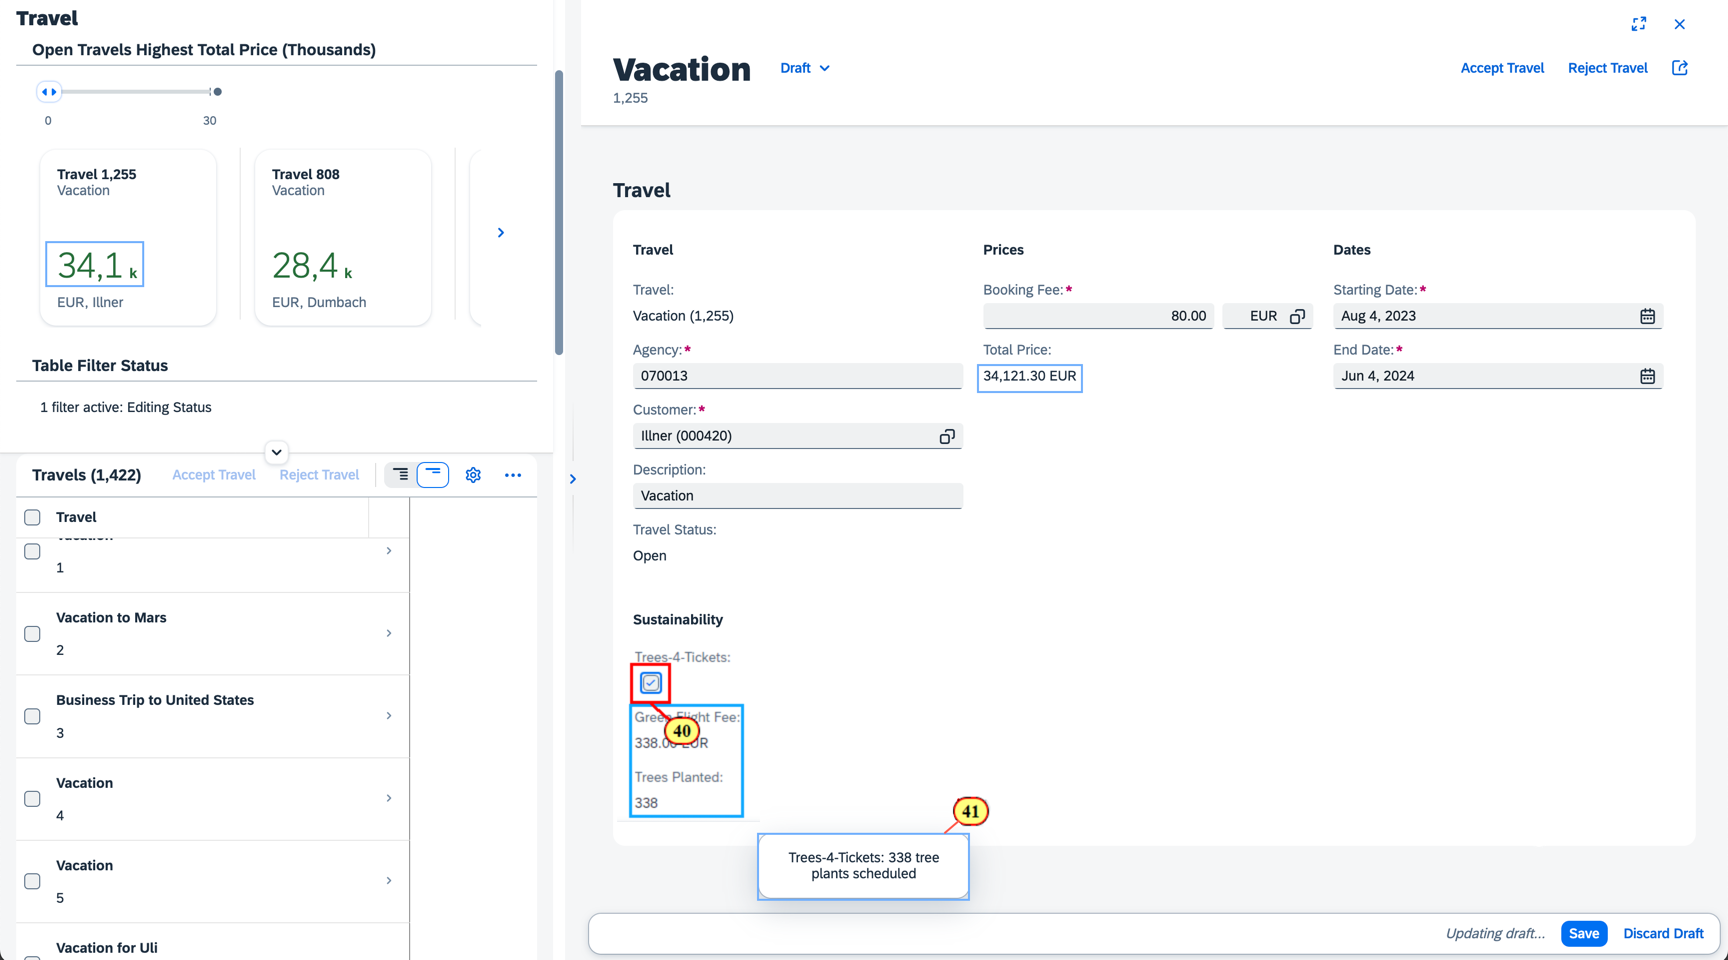 Travel
Open Travels Highest Total Price (Thousands)
0 30
Travel 1,255
Vacation
34,1 k
EUR, Illner
Travel 808
Vacation
28,4 k
EUR, Dumbach
Table Filter Status
1 filter active: Editing Status
Travels (1,422) Accept Travel Reject Travel
Travel
Vacation
1
Vacation to Mars
2
Business Trip to United States
3
Vacation
4
Vacation
5
Vacation for Uli
Vacation Draft
1,255
Accept Travel Reject Travel
Travel
Travel
Travel:
Vacation (1,255)
Agency:*
070013
Customer:*
Illner (000420)
Description:
Vacation
Travel Status:
Open
Prices
Booking Fee:*
80.00 EUR
Total Price:
34,121.30 EUR
Dates
Starting Date:*
Aug 4, 2023
End Date:*
Jun 4, 2024
Sustainability
Trees-4-Tickets:
Green Flight Fee:
40
338.00 EUR
Trees Planted:
338
41
Trees-4-Tickets: 338 tree
plants scheduled
Updating draft... Save Discard Draft